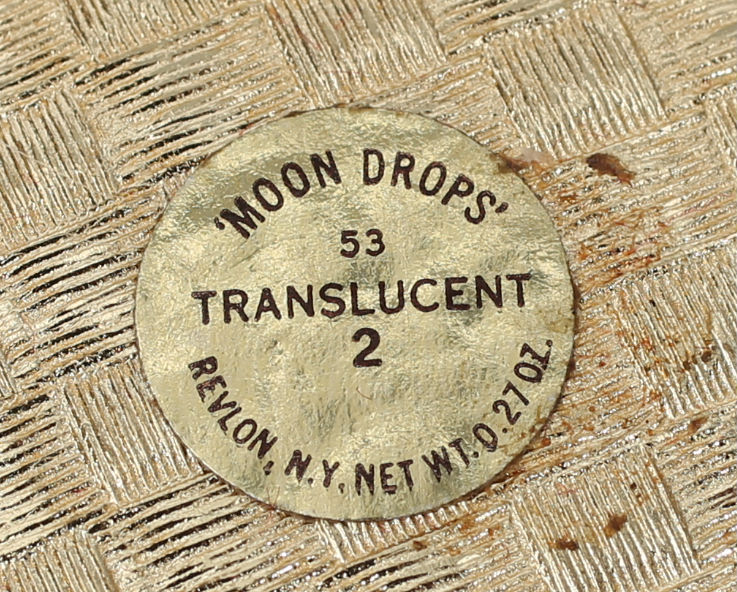 'MOON DROPS'
53
TRANSLUCENT
2
REVLON, N.Y. NET WT. 0.27 OZ.